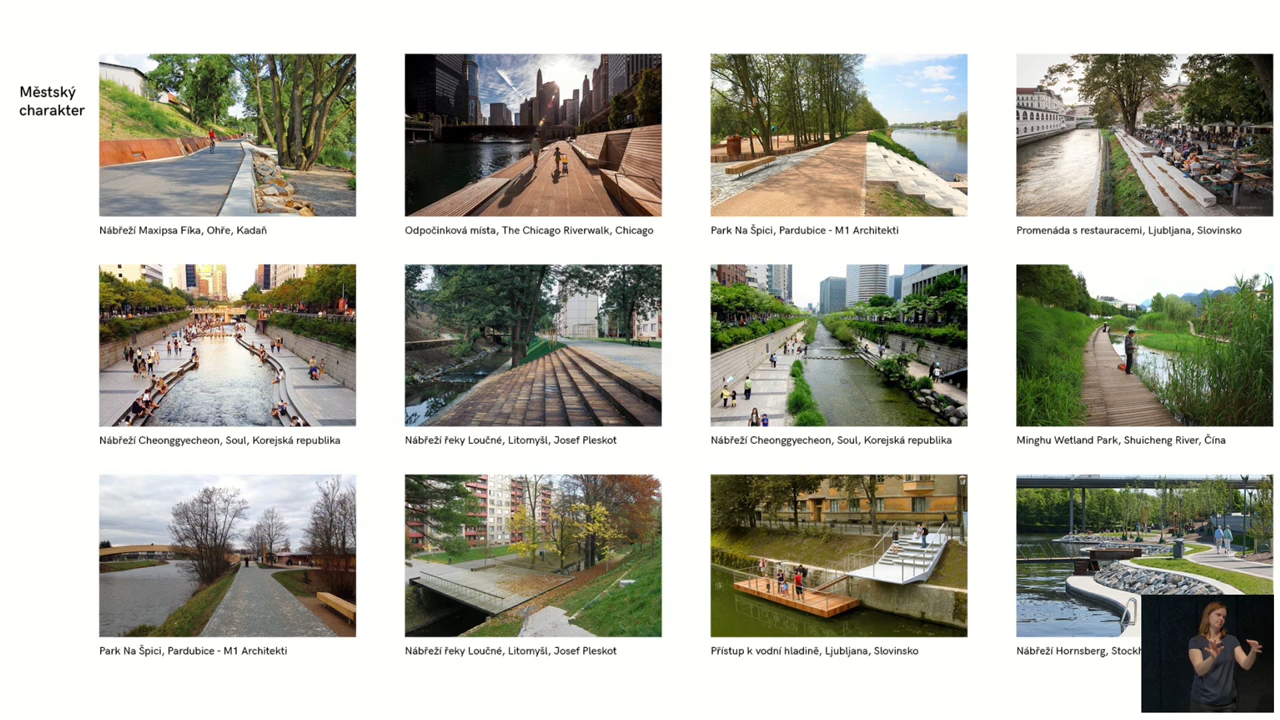 Městský
charakter
Nábřeží Maxipsa Fíka, Ohře, Kadaň
Odpočinková místa, The Chicago Riverwalk, Chicago
Park Na Špici, Pardubice - M1 Architekti
Promenáda s restauracemi, Ljubljana, Slovinsko
Nábřeží Cheonggyecheon, Soul, Korejská republika
Nábřeží řeky Loučné, Litomyšl, Josef Pleskot
Nábřeží Cheonggyecheon, Soul, Korejská republika
Minghu Wetland Park, Shuicheng River, Čína
Park Na Špici, Pardubice - M1 Architekti
Nábřeží řeky Loučné, Litomyšl, Josef Pleskot
Přístup k vodní hladině, Ljubljana, Slovinsko
Nábřeží Hornsberg,